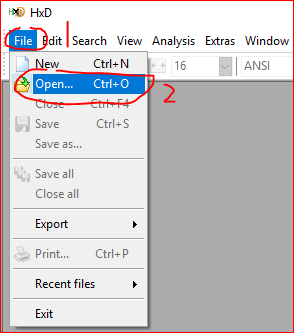 HxD
File Edit Search View Analysis Extras Window
1
16 ANSI
New Ctrl+N
Open... Ctrl+O
2
Close Ctrl+F4
Save Ctrl+S
Save as...
Save all
Close all
Export
Print... Ctrl+P
Recent files
Exit